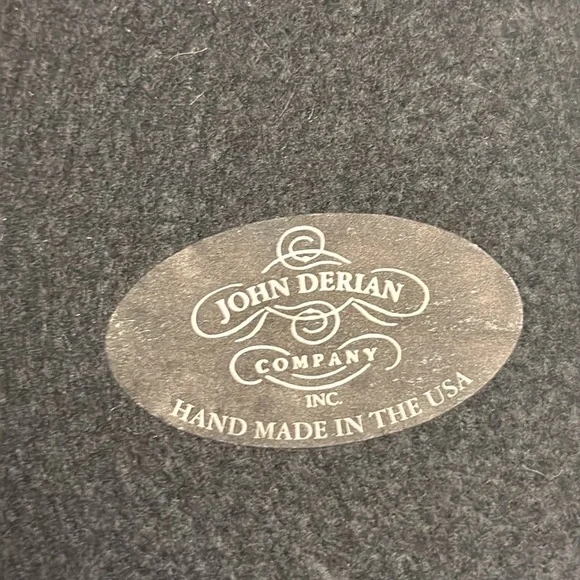 JOHN DERIAN
COMPANY
INC.
HAND MADE IN THE USA